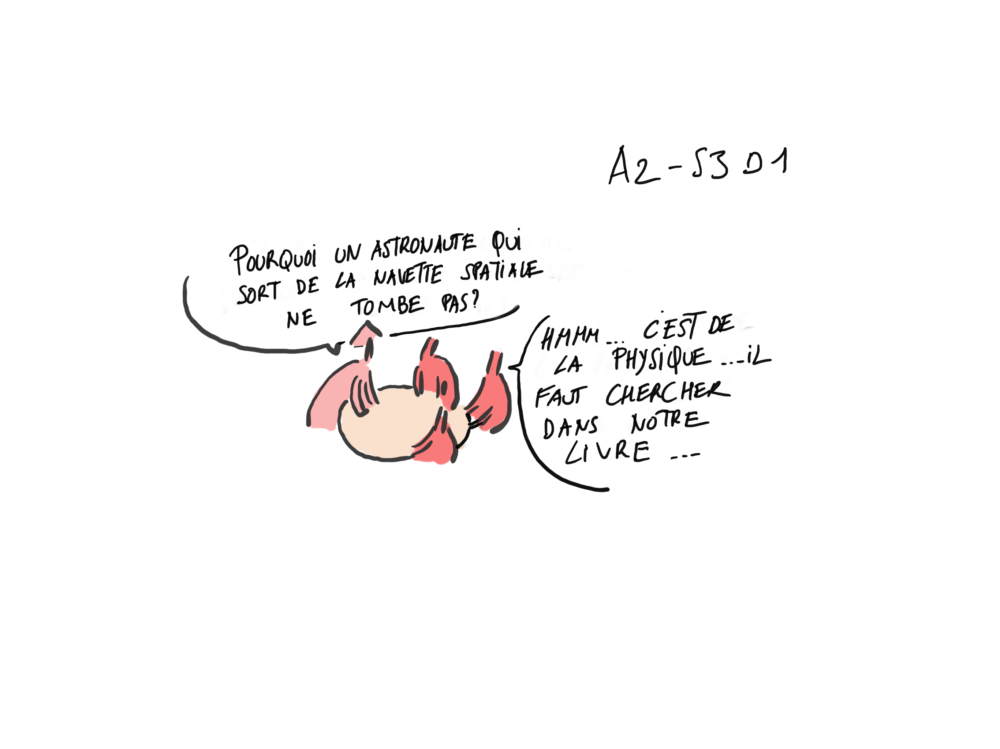 A2-S3 D1
POURQUOI UN ASTRONAUTE QUI
SORT DE LA NAVETTE SPATIALE
NE TOMBE PAS?
HMMM... C'EST DE
LA PHYSIQUE ...IL
FAUT CHERCHER
DANS NOTRE
LIVRE ...